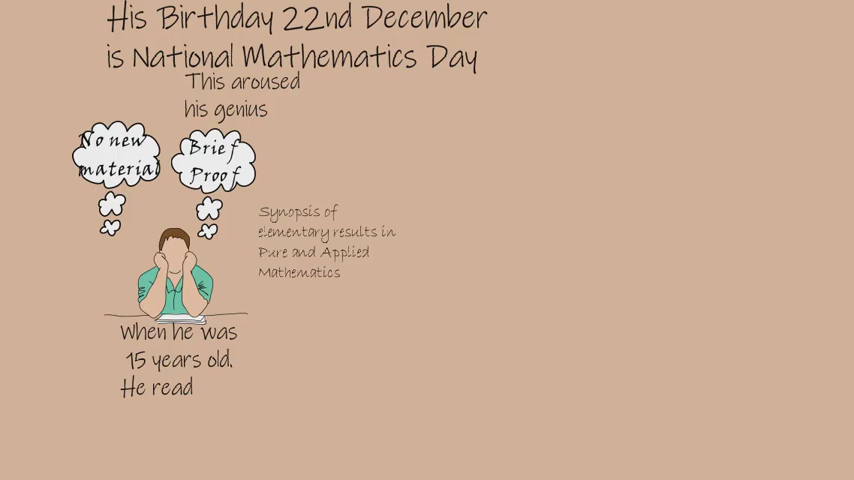 His Birthday 22nd December
is National Mathematics Day
This aroused
his genius
No new
material
Brief
Proof
Synopsis of
elementary results in
Pure and Applied
Mathematics
When he was
15 years old.
He read